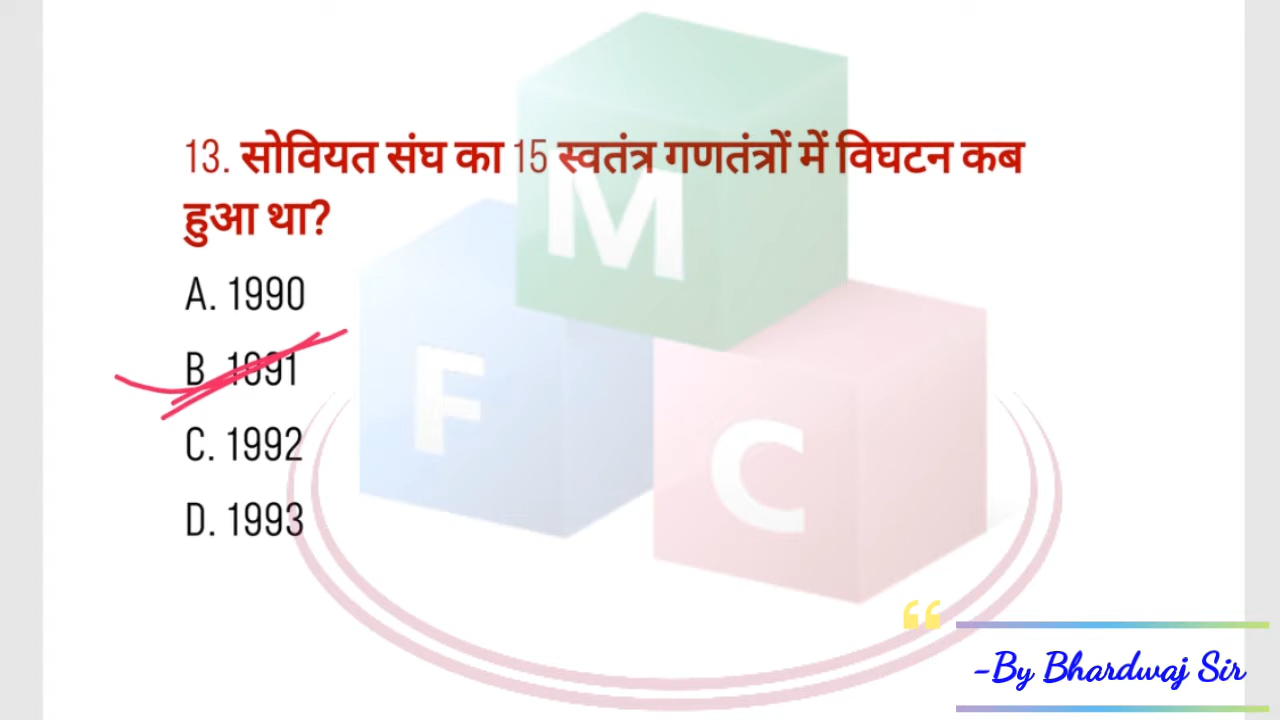 13. सोवियत संघ का 15 स्वतंत्र गणतंत्रों में विघटन कब
हुआ था?
A. 1990
B. 1991
C. 1992
D. 1993
M
F
C
“
-By Bhardwaj Sir